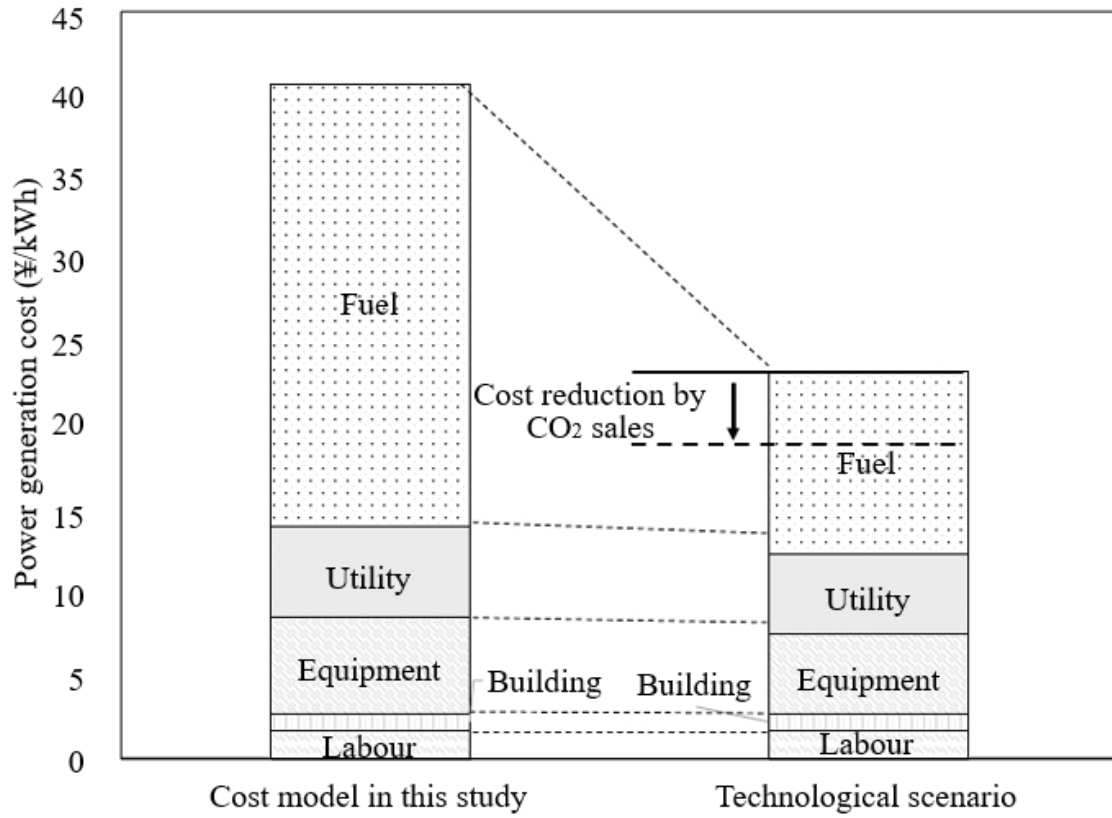 45
40
35
30
25
20
15
10
5
0
Power generation cost (¥/kWh)
Fuel
Utility
Equipment
Labour
Building
Building
Cost reduction by
CO₂ sales
Fuel
Utility
Equipment
Labour
Cost model in this study
Technological scenario